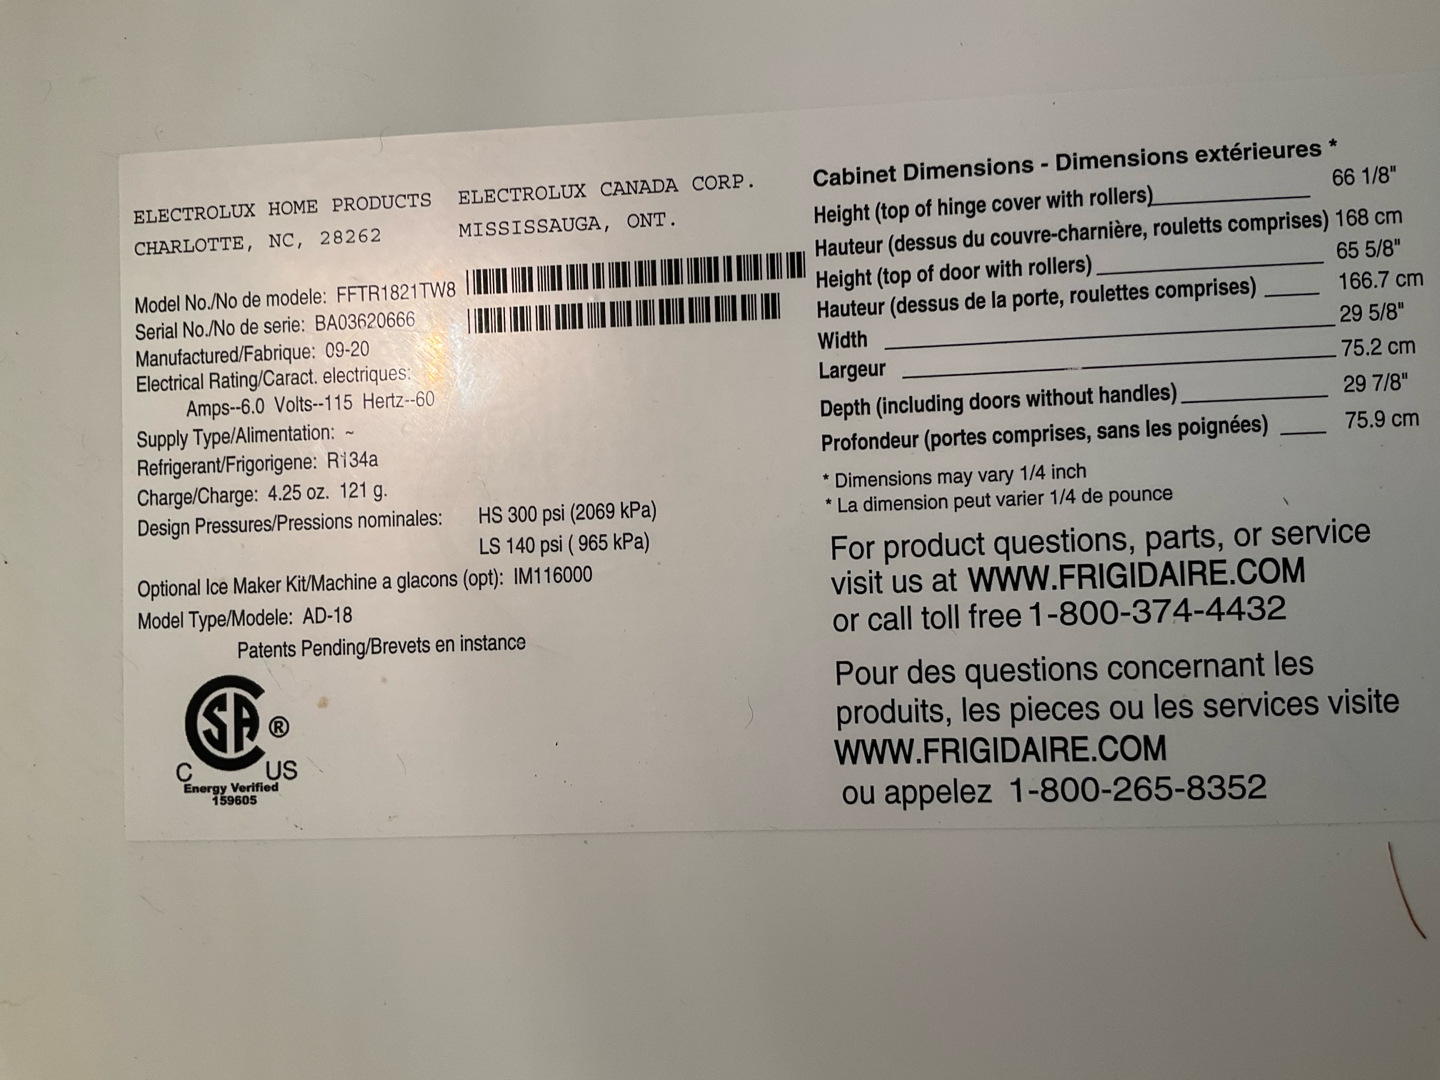 ELECTROLUX HOME PRODUCTS ELECTROLUX CANADA CORP.
CHARLOTTE, NC, 28262 MISSISSAUGA, ONT.
Model No./No de modele: FFTR1821TW8
Serial No./No de serie: BA03620666
Manufactured/Fabrique: 09-20
Electrical Rating/Caract. electriques:
Amps--6.0 Volts--115 Hertz--60
Supply Type/Alimentation: ~
Refrigerant/Frigorigene: R134a
Charge/Charge: 4.25 oz. 121 g.
Design Pressures/Pressions nominales: HS 300 psi (2069 kPa)
LS 140 psi ( 965 kPa)
Optional Ice Maker Kit/Machine a glacons (opt): IM116000
Model Type/Modele: AD-18
Patents Pending/Brevets en instance
CSA ®
C US
Energy Verified
159605
Cabinet Dimensions - Dimensions extérieures *
Height (top of hinge cover with rollers) 66 1/8"
Hauteur (dessus du couvre-charnière, rouletts comprises) 168 cm
Height (top of door with rollers) 65 5/8"
Hauteur (dessus de la porte, roulettes comprises) 166.7 cm
Width 29 5/8"
Largeur 75.2 cm
Depth (including doors without handles) 29 7/8"
Profondeur (portes comprises, sans les poignées) 75.9 cm
* Dimensions may vary 1/4 inch
* La dimension peut varier 1/4 de pounce
For product questions, parts, or service
visit us at WWW.FRIGIDAIRE.COM
or call toll free 1-800-374-4432
Pour des questions concernant les
produits, les pieces ou les services visite
WWW.FRIGIDAIRE.COM
ou appelez 1-800-265-8352